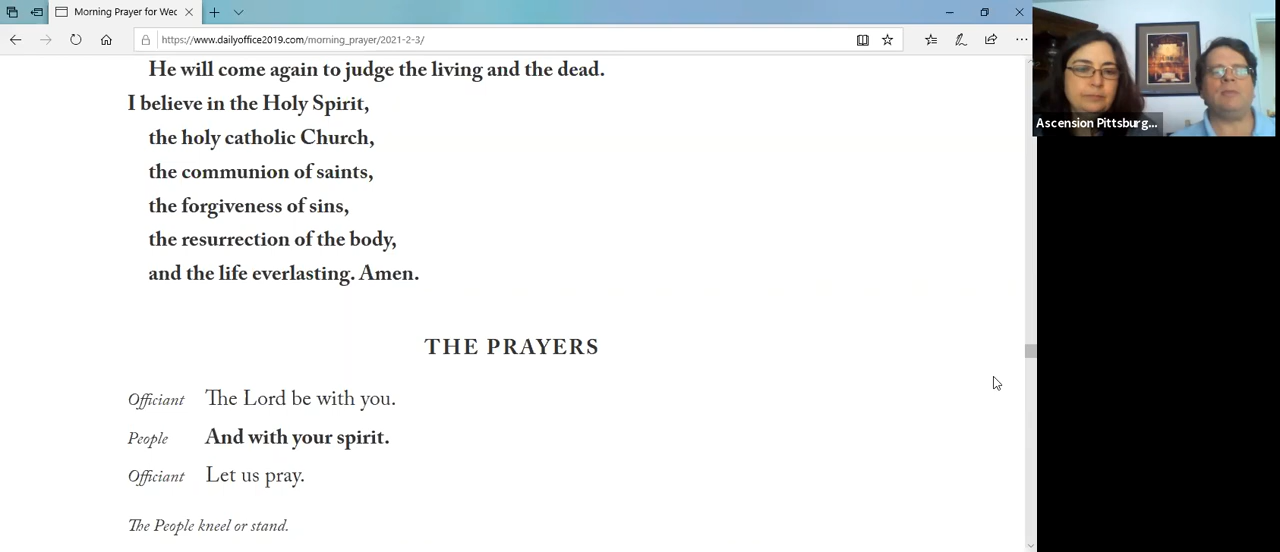 Morning Prayer for Wed
https://www.dailyoffice2019.com/morning_prayer/2021-2-3/
He will come again to judge the living and the dead.
I believe in the Holy Spirit,
the holy catholic Church,
the communion of saints,
the forgiveness of sins,
the resurrection of the body,
and the life everlasting. Amen.
THE PRAYERS
Officiant The Lord be with you.
People And with your spirit.
Officiant Let us pray.
The People kneel or stand.
Ascension Pittsburg...